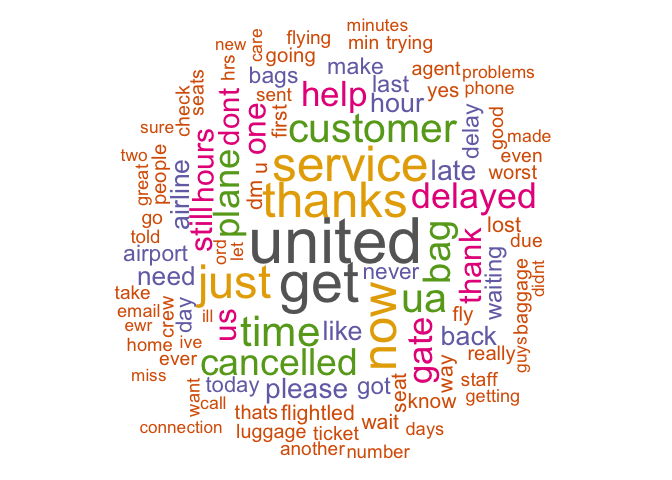 minutes
new
care
flying
min
trying
going
hrs
bags
make
last
agent
problems
seats
check
sent
help
hour
yes
phone
sure
dont
one
first
customer
delay
good
made
two
people
hours
plane
service
late
even
great
airline
still
dm
u
thanks
delayed
worst
go
told
ord
let
united
bag
thank
lost
due
airport
need
just
get
never
waiting
baggage
didnt
take
email
day
crew
ill
us
time
now
ua
fly
guys
ewr
home
ive
like
gate
back
really
ever
cancelled
way
miss
want
today
please
got
seat
know
staff
getting
call
thats
flightled
wait
days
connection
luggage
ticket
another
number